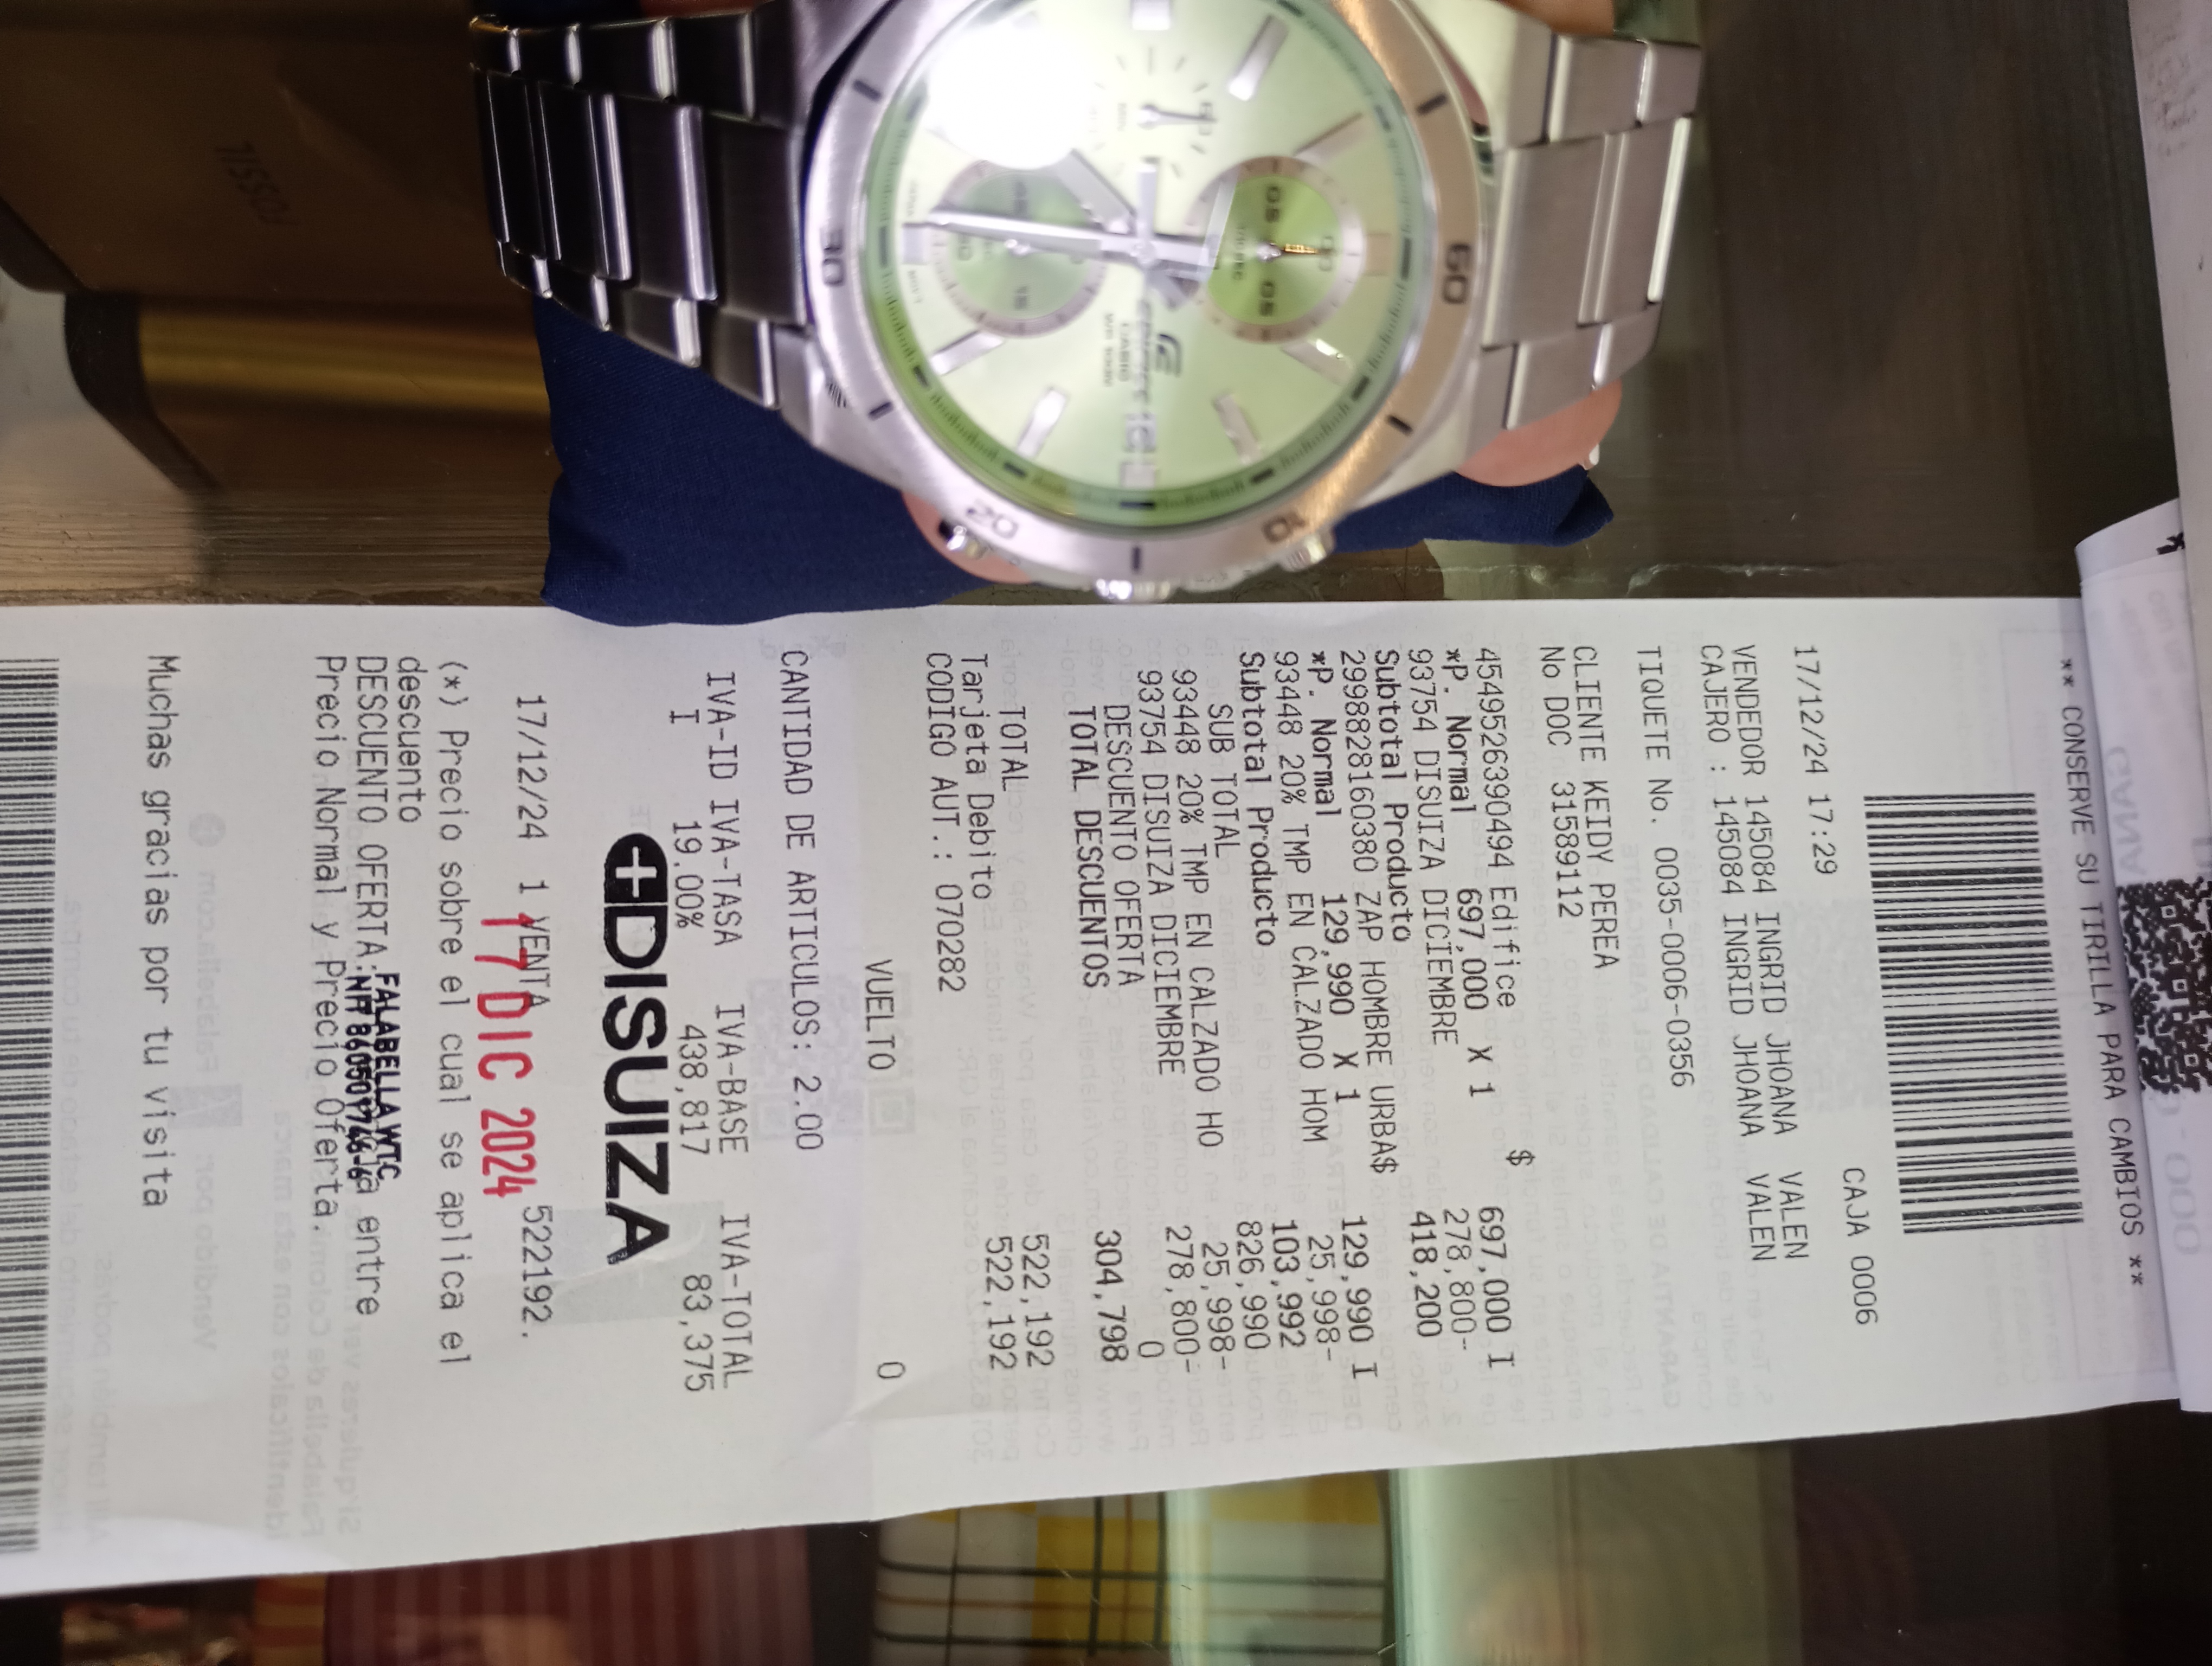 ** CONSERVE SU TIRILLA PARA CAMBIOS **
CAJA 0006
17/12/24 17:29
VENDEDOR 145084 INGRID JHOANA VALEN
CAJERO : 145084 INGRID JHOANA VALEN
TIQUETE No. 0035-0006-0356
CLIENTE KEIDY PEREA
No DOC 31589112
$
4549526390494 Edifice 697,000 I
*P. Normal 697,000 X 1 278,800-
93754 DISUIZA DICIEMBRE 418,200
Subtotal Producto
2998828160380 ZAP HOMBRE URBA$ 129,990 I
*P. Normal 129,990 X 1 25,998-
93448 20% TMP EN CALZADO HOM 103,992
Subtotal Producto 826,990
SUB TOTAL 25,998-
93448 20% TMP EN CALZADO HO 278,800-
93754 DISUIZA DICIEMBRE 0
DESCUENTO OFERTA 304,798
TOTAL DESCUENTOS
TOTAL 522,192
Tarjeta Debito 522,192
CODIGO AUT.: 070282
VUELTO 0
CANTIDAD DE ARTICULOS: 2.00
IVA-ID IVA-TASA IVA-BASE IVA-TOTAL
I 19.00% 438,817 83,375
DISUIZA
17/12/24 1 VENTA 522192.
17 DIC 2024
(*) Precio sobre el cual se aplica el
descuento
FALABELLA WTC
DESCUENTO OFERTA: entre
Precio Normal y Precio Oferta.
Muchas gracias por tu visita
FOSSIL
EDIFICE
CASIO
60
10
20
30